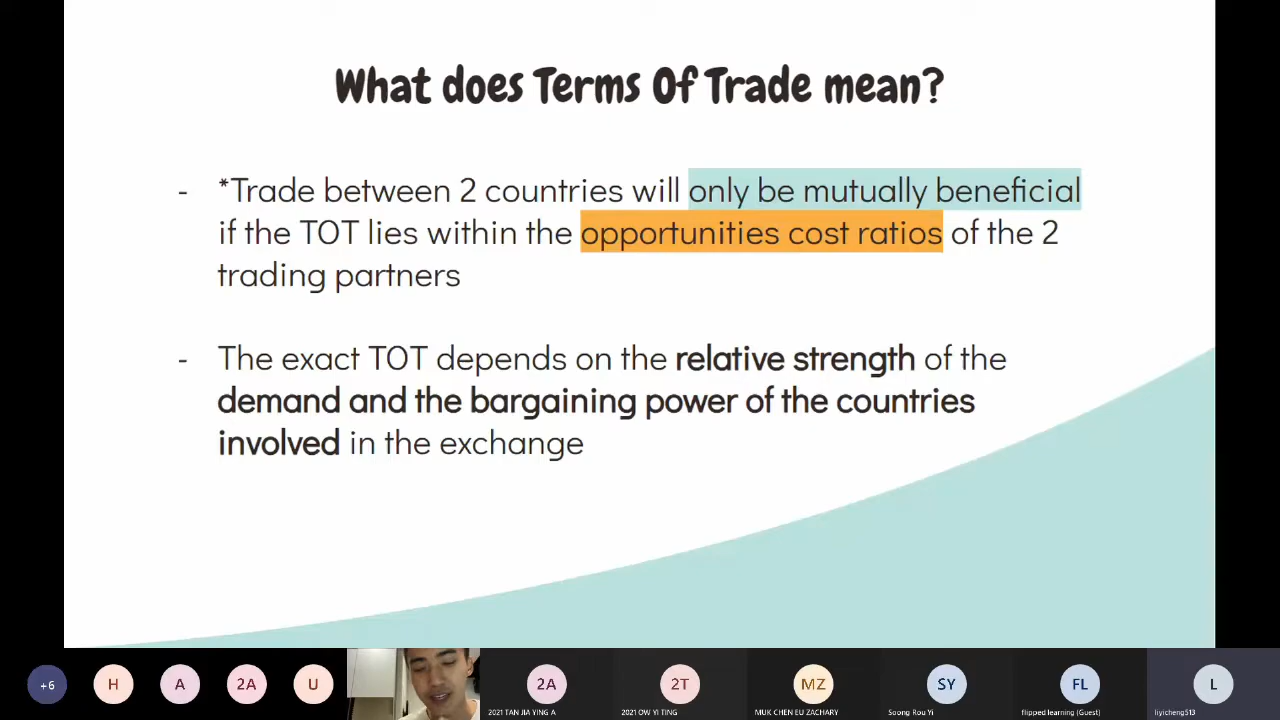 What does Terms Of Trade mean?
- *Trade between 2 countries will only be mutually beneficial
if the TOT lies within the opportunities cost ratios of the 2
trading partners
- The exact TOT depends on the relative strength of the
demand and the bargaining power of the countries
involved in the exchange
+6
H
A
2A
U
2A
2T
MZ
SY
FL
L
2021 TAN JIA YING A
2021 OW YI TING
MUK CHEN EU ZACHARY
Soong Rou Yi
flipped learning (Guest)
liyicheng513